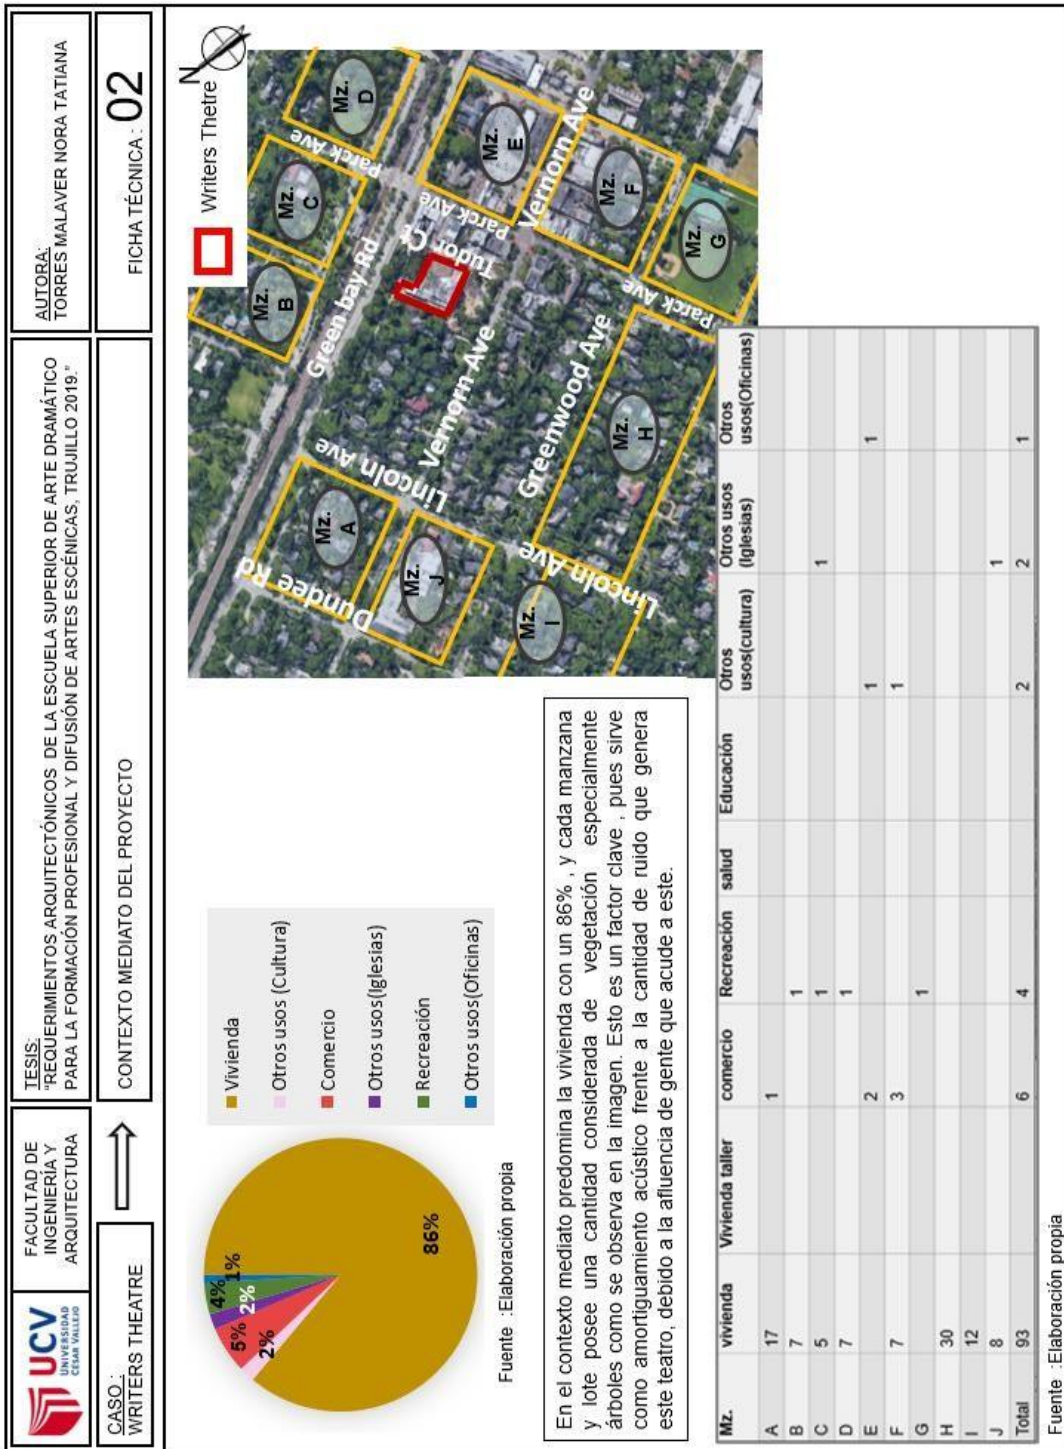 UCV
UNIVERSIDAD
CÉSAR VALLEJO
FACULTAD DE
INGENIERÍA Y
ARQUITECTURA
TESIS:
"REQUERIMIENTOS ARQUITECTÓNICOS DE LA ESCUELA SUPERIOR DE ARTE DRAMÁTICO
PARA LA FORMACIÓN PROFESIONAL Y DIFUSIÓN DE ARTES ESCÉNICAS, TRUJILLO 2019."
AUTORA:
TORRES MALAVER NORA TATIANA
CASO :
WRITERS THEATRE
CONTEXTO MEDIATO DEL PROYECTO
FICHA TÉCNICA : 02
86%
2%
5%
2%
4%
1%
Vivienda
Otros usos (Cultura)
Comercio
Otros usos(Iglesias)
Recreación
Otros usos(Oficinas)
Fuente :Elaboración propia
N
Writers Thetre
Mz. A
Mz. B
Mz. C
Mz. D
Mz. E
Mz. F
Mz. G
Mz. H
Mz. I
Mz. J
Dundee Rd
Lincoln Ave
Green bay Rd
Parck Ave
Parck Ave
Tudor Ct
Vernorn Ave
Vernorn Ave
Greenwood Ave
Lincoln Ave
Parck Ave
En el contexto mediato predomina la vivienda con un 86% , y cada manzana
y lote posee una cantidad considerada de vegetación especialmente
árboles como se observa en la imagen. Esto es un factor clave , pues sirve
como amortiguamiento acústico frente a la cantidad de ruido que genera
este teatro, debido a la afluencia de gente que acude a este.
Mz. vivienda Vivienda taller comercio Recreación salud Educación Otros usos(cultura) Otros usos (Iglesias) Otros usos(Oficinas)
A 17 1
B 7 1
C 5 1 1
D 7 1
E 2 1 1
F 7 3 1
G 1
H 30
I 12
J 8 1
Total 93 6 4 2 2 1
Fuente :Elaboración propia